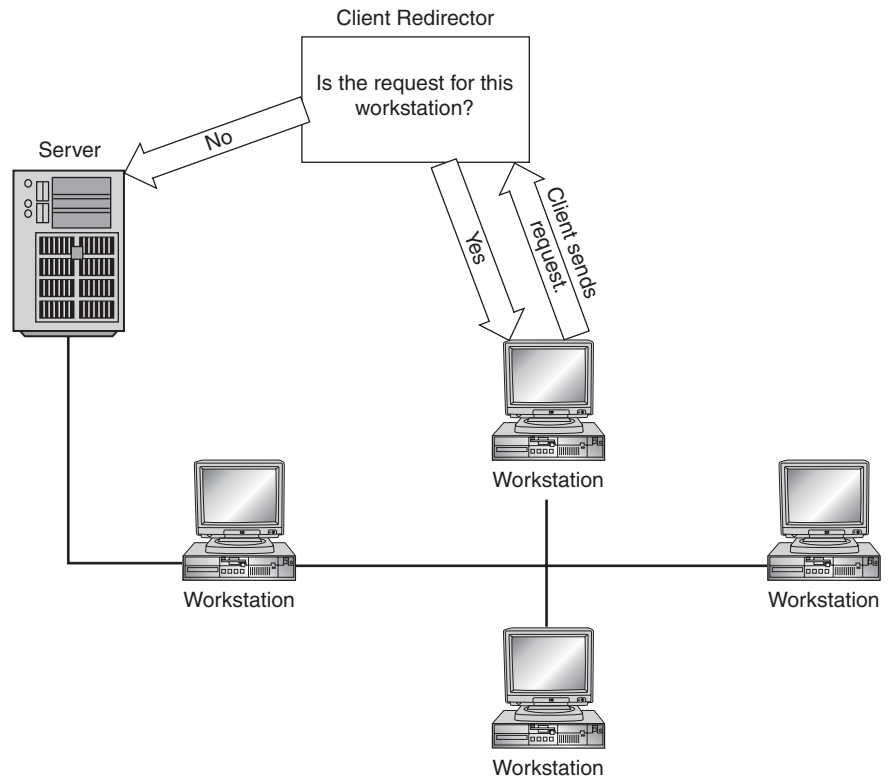 Client Redirector
Is the request for this
workstation?
No
Server
Yes
Client sends
request.
Workstation
Workstation
Workstation
Workstation